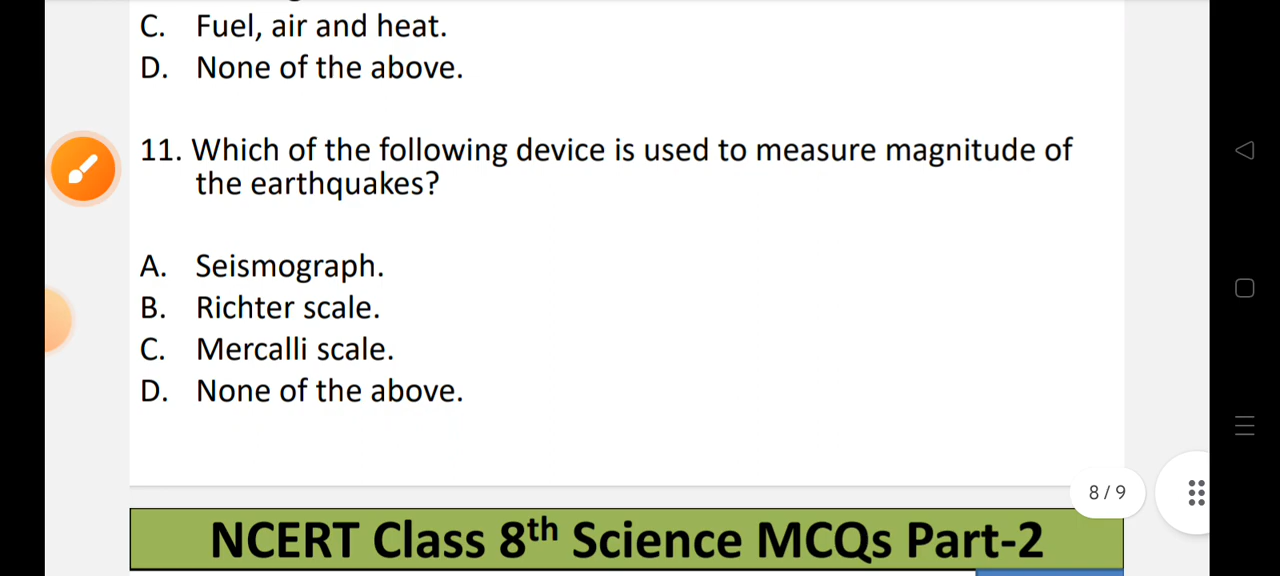 C. Fuel, air and heat.
D. None of the above.
11. Which of the following device is used to measure magnitude of
the earthquakes?
A. Seismograph.
B. Richter scale.
C. Mercalli scale.
D. None of the above.
8 / 9
NCERT Class 8th Science MCQs Part-2